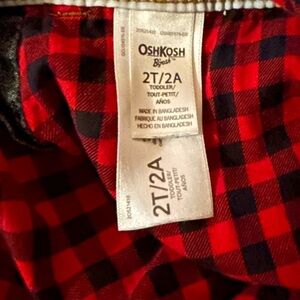 OSHKOSH
B'gosh
2T/2A
TODDLER/
TOUT-PETIT/
AÑOS
MADE IN BANGLADESH
FABRIQUÉ AU BANGLADESH
HECHO EN BANGLADESH
2T/2A
TODDLER/
TOUT-PETIT/
AÑOS